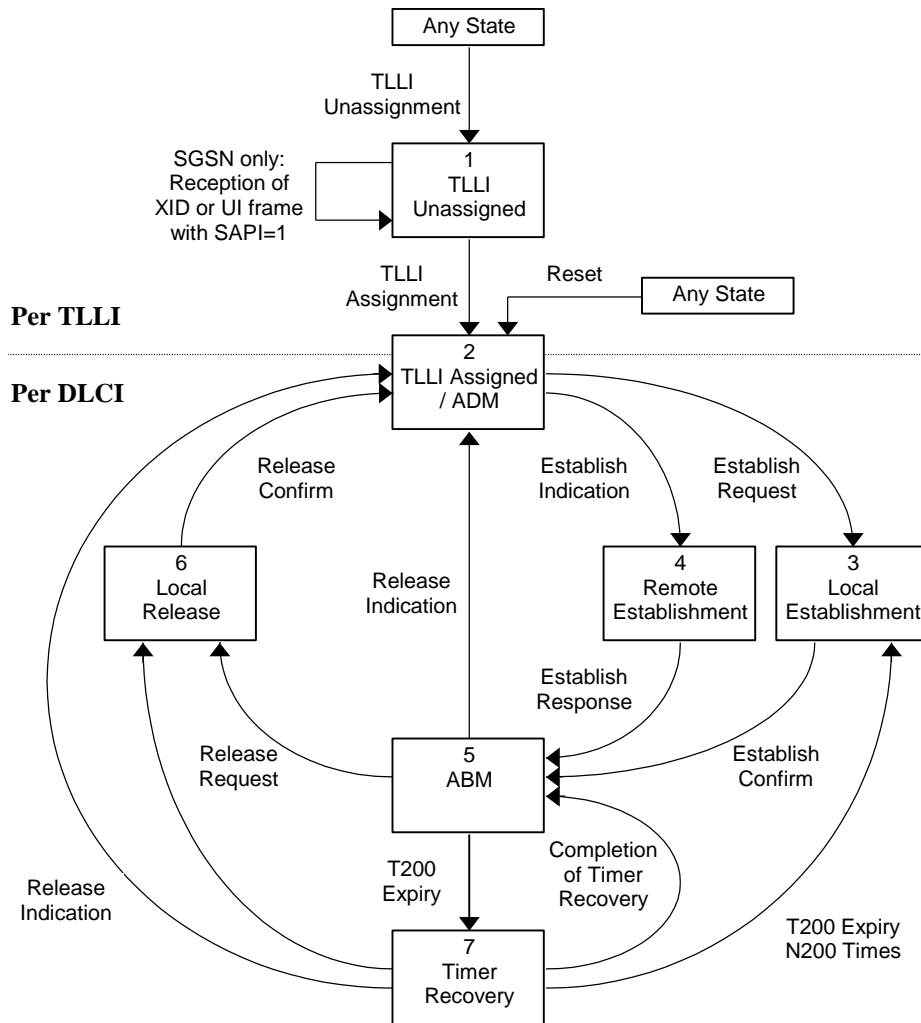 Any State
TLLI
Unassignment
SGSN only:
Reception of
XID or UI frame
with SAPI=1
1
TLLI
Unassigned
TLLI
Assignment
Reset
Any State
Per TLLI
2
TLLI Assigned
/ ADM
Per DLCI
Release
Confirm
Establish
Indication
Establish
Request
6
Local
Release
Release
Indication
4
Remote
Establishment
3
Local
Establishment
Establish
Response
Release
Request
5
ABM
Establish
Confirm
T200
Expiry
Completion
of Timer
Recovery
Release
Indication
T200 Expiry
N200 Times
7
Timer
Recovery